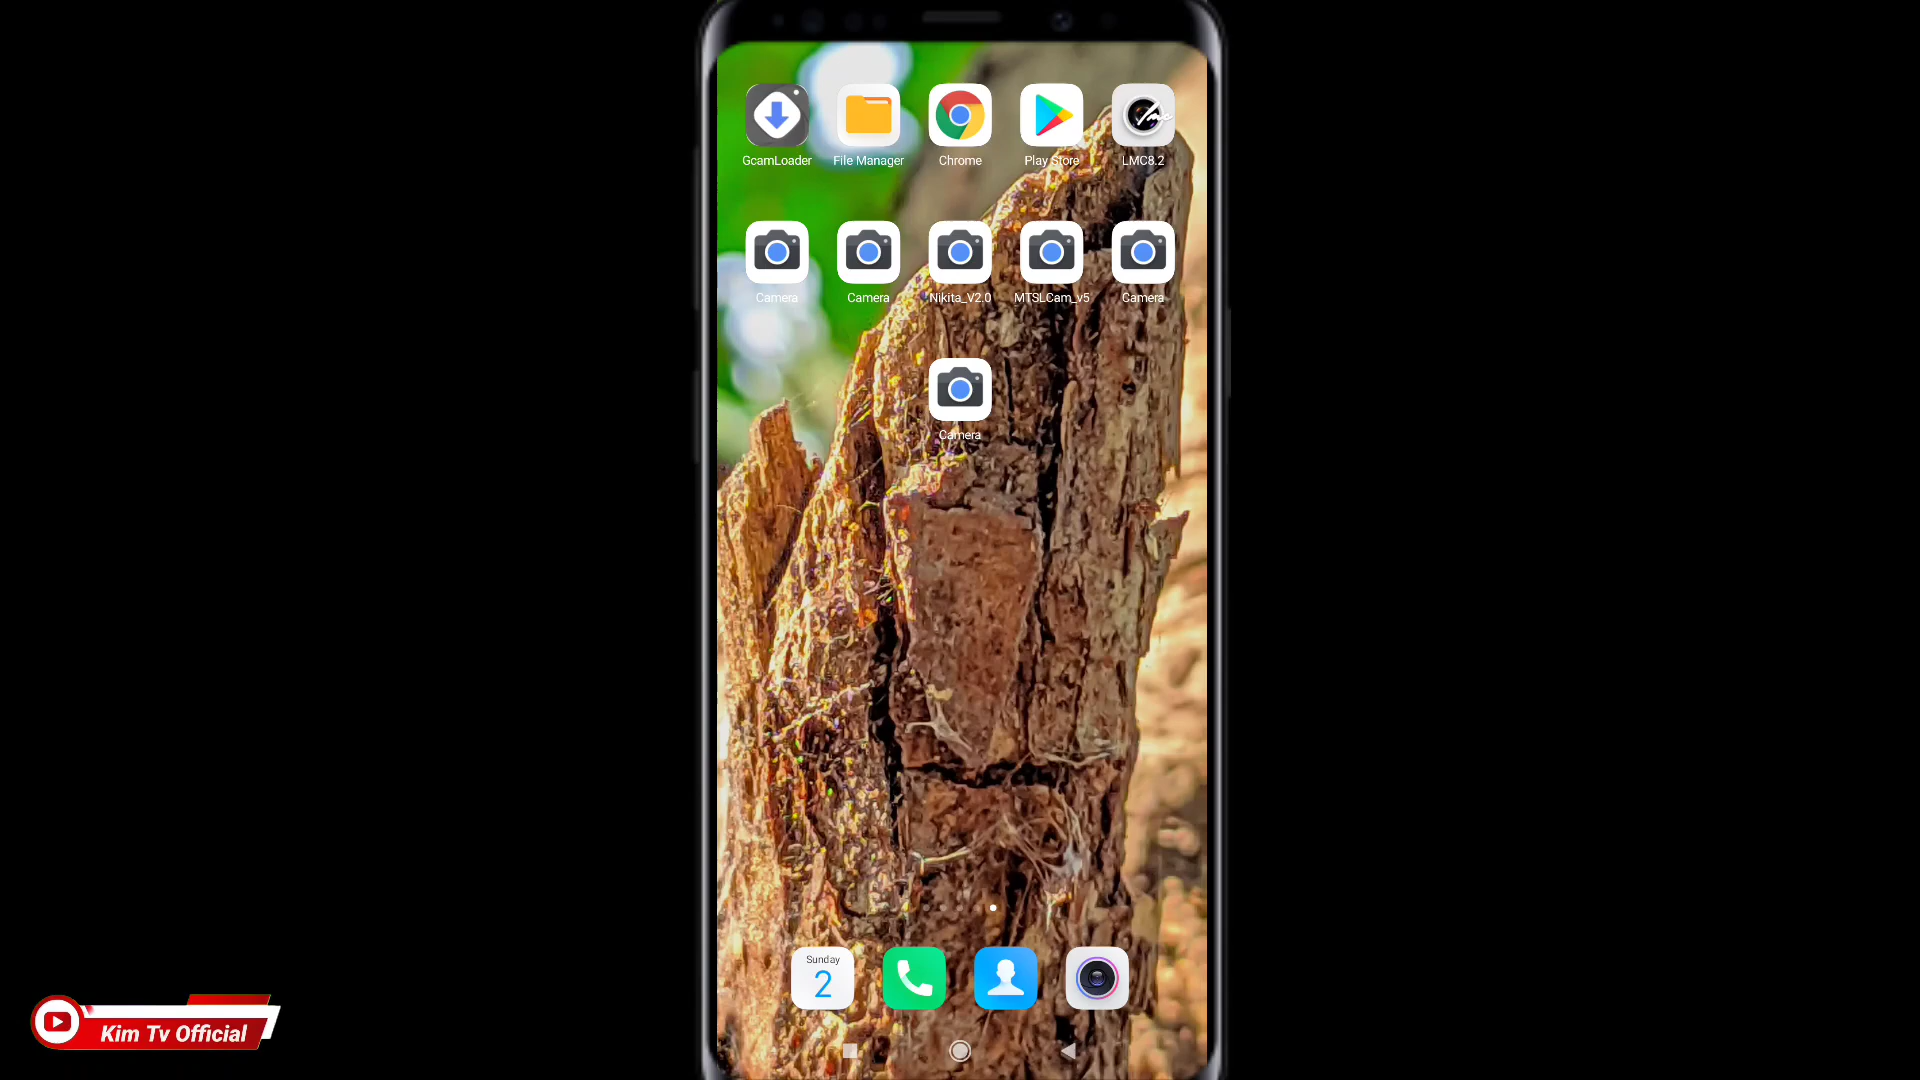 GcamLoader
File Manager
Chrome
Play Store
LMC8.2
lmc
Camera
Camera
Nikita_V2.0
MTSLCam_v5
Camera
Camera
Sunday
2
Kim Tv Official